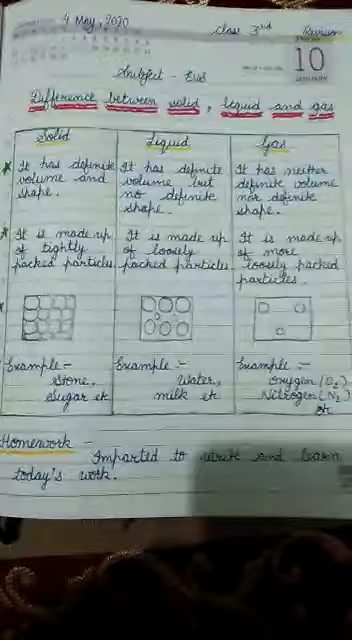 4 May, 2020
Class 3rd
Revision
10
JANUARY
Subject - Evs
Difference between solid, liquid and gas
Solid
* It has definite
volume and
shape.
* It is made up
of tightly
packed particles.
Example -
Stone,
Sugar etc
Liquid
It has definite
volume but
no definite
shape.
It is made up
of loosely
packed particles
Example :-
Water,
milk etc
Gas
It has neither
definite volume
nor definite
shape.
It is made up
of more
loosely packed
particles.
Example :-
Oxygen (O2)
Nitrogen (N2)
etc
Homework -
Imparted to write and learn
today's work.